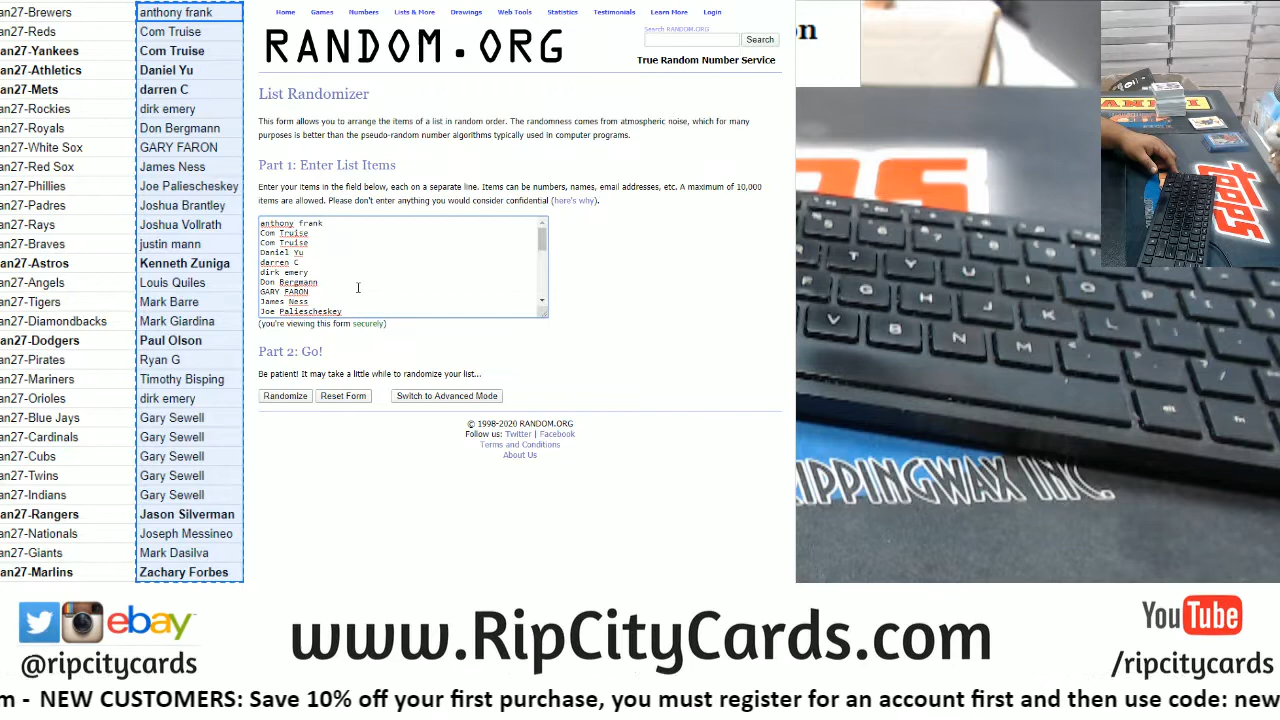 an27-Brewers anthony frank
an27-Reds Com Truise
an27-Yankees Com Truise
an27-Athletics Daniel Yu
an27-Mets darren C
an27-Rockies dirk emery
an27-Royals Don Bergmann
an27-White Sox GARY FARON
an27-Red Sox James Ness
an27-Phillies Joe Paliescheskey
an27-Padres Joshua Brantley
an27-Rays Joshua Vollrath
an27-Braves justin mann
an27-Astros Kenneth Zuniga
an27-Angels Louis Quiles
an27-Tigers Mark Barre
an27-Diamondbacks Mark Giardina
an27-Dodgers Paul Olson
an27-Pirates Ryan G
an27-Mariners Timothy Bisping
an27-Orioles dirk emery
an27-Blue Jays Gary Sewell
an27-Cardinals Gary Sewell
an27-Cubs Gary Sewell
an27-Twins Gary Sewell
an27-Indians Gary Sewell
an27-Rangers Jason Silverman
an27-Nationals Joseph Messineo
an27-Giants Mark Dasilva
an27-Marlins Zachary Forbes
Home Games Numbers Lists & More Drawings Web Tools Statistics Testimonials Learn More Login
RANDOM.ORG
Search RANDOM.ORG
Search
True Random Number Service
List Randomizer
This form allows you to arrange the items of a list in random order. The randomness comes from atmospheric noise, which for many
purposes is better than the pseudo-random number algorithms typically used in computer programs.
Part 1: Enter List Items
Enter your items in the field below, each on a separate line. Items can be numbers, names, email addresses, etc. A maximum of 10,000
items are allowed. Please don't enter anything you would consider confidential (here's why).
anthony frank
Com Truise
Com Truise
Daniel Yu
darren C
dirk emery
Don Bergmann
GARY FARON
James Ness
Joe Paliescheskey
(you're viewing this form securely)
Part 2: Go!
Be patient! It may take a little while to randomize your list...
Randomize Reset Form Switch to Advanced Mode
© 1998-2020 RANDOM.ORG
Follow us: Twitter | Facebook
Terms and Conditions
About Us
on
topps
T Y U
G H J K L
V B N M
alt fn
RIPPINGWAX INC.
ebay
@ripcitycards
www.RipCityCards.com
YouTube
/ripcitycards
m - NEW CUSTOMERS: Save 10% off your first purchase, you must register for an account first and then use code: new